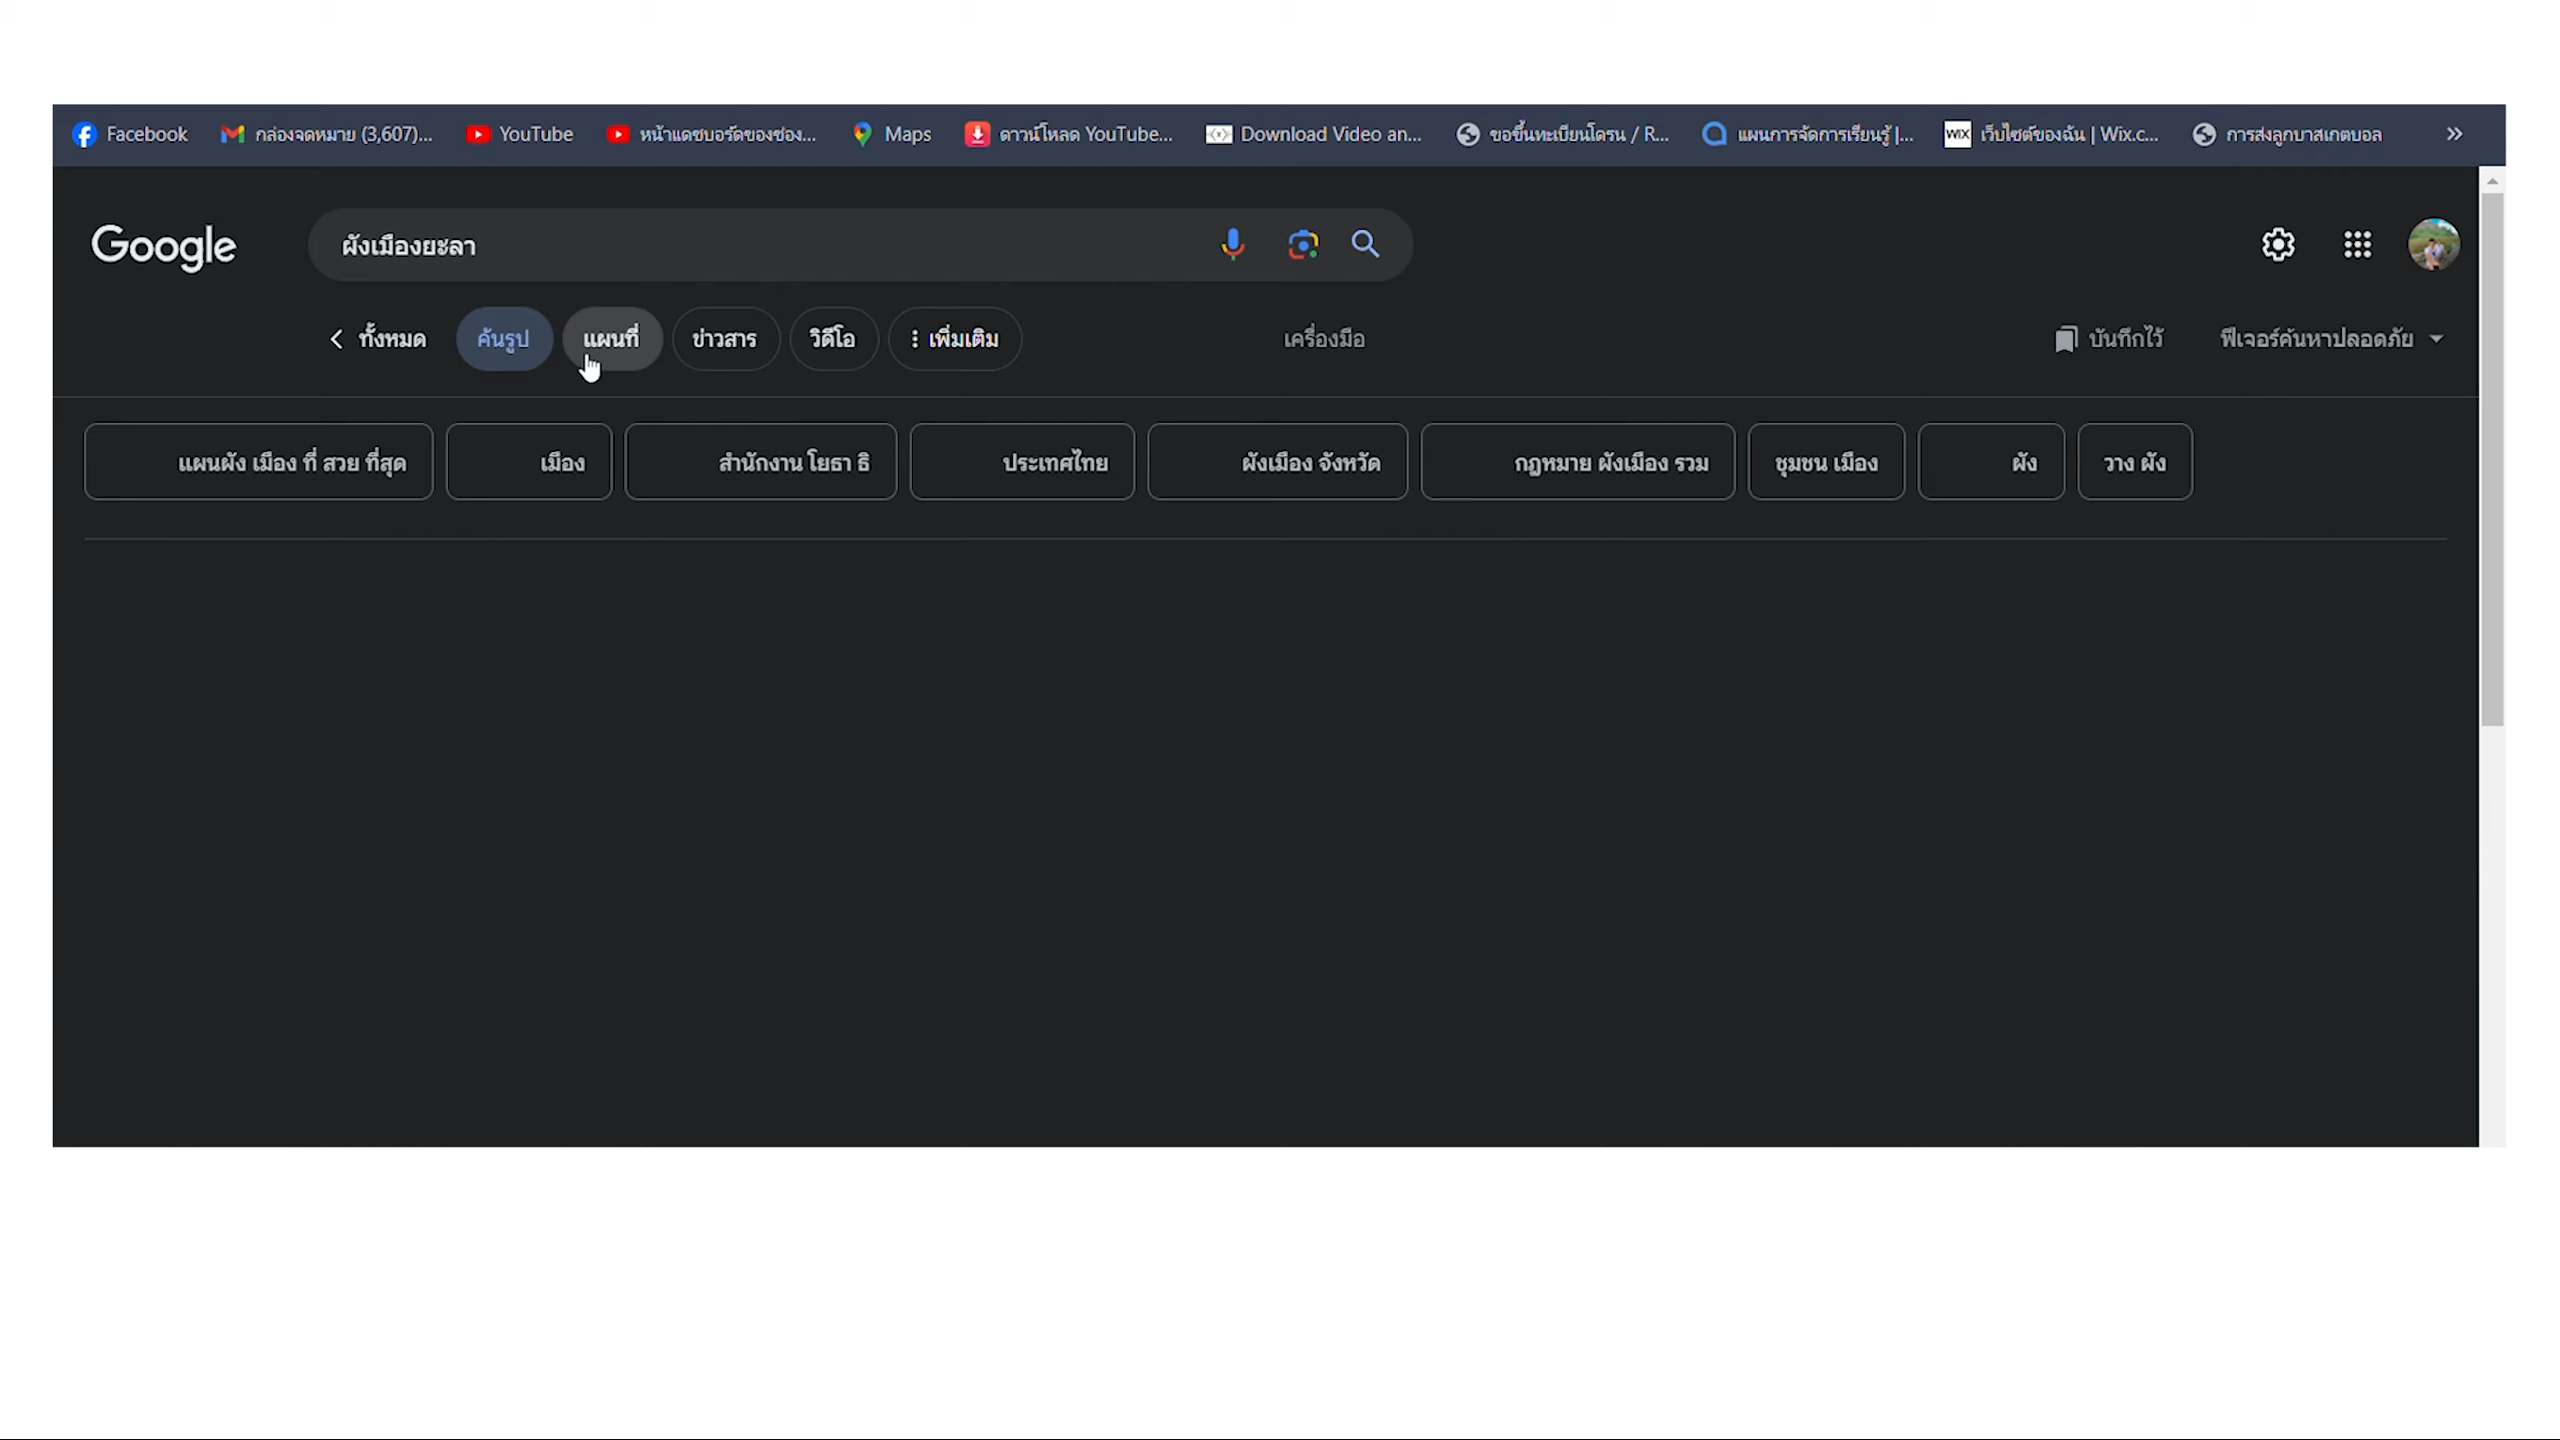 Facebook กล่องจดหมาย (3,607)... YouTube หน้าแดชบอร์ดของช่อง... Maps ดาวน์โหลด YouTube... Download Video an... ขอขึ้นทะเบียนโดรน / R... แผนการจัดการเรียนรู้ |... WIX เว็บไซต์ของฉัน | Wix.c... การส่งลูกบาสเกตบอล »
Google ผังเมืองยะลา
ทั้งหมด ค้นรูป แผนที่ ข่าวสาร วิดีโอ เพิ่มเติม เครื่องมือ บันทึกไว้ ฟีเจอร์ค้นหาปลอดภัย
แผนผัง เมือง ที่ สวย ที่สุด เมือง สำนักงาน โยธา ธิ ประเทศไทย ผังเมือง จังหวัด กฎหมาย ผังเมือง รวม ชุมชน เมือง ผัง วาง ผัง